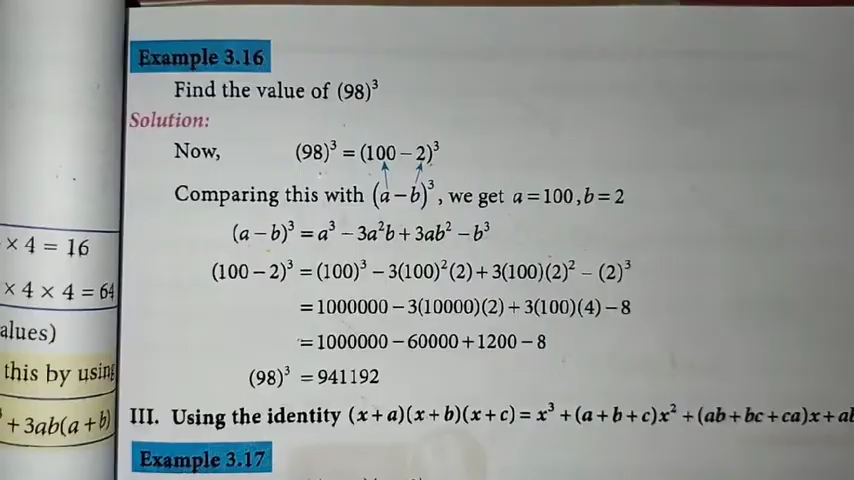 Example 3.16
Find the value of (98)³
Solution:
Now, (98)³ = (100 − 2)³
Comparing this with (a − b)³, we get a = 100, b = 2
(a − b)³ = a³ − 3a²b + 3ab² − b³
(100 − 2)³ = (100)³ − 3(100)²(2) + 3(100)(2)² − (2)³
= 1000000 − 3(10000)(2) + 3(100)(4) − 8
= 1000000 − 60000 + 1200 − 8
(98)³ = 941192
III. Using the identity (x + a)(x + b)(x + c) = x³ + (a + b + c)x² + (ab + bc + ca)x + ab
Example 3.17
× 4 = 16
× 4 × 4 = 64
alues)
this by using
+ 3ab(a + b)